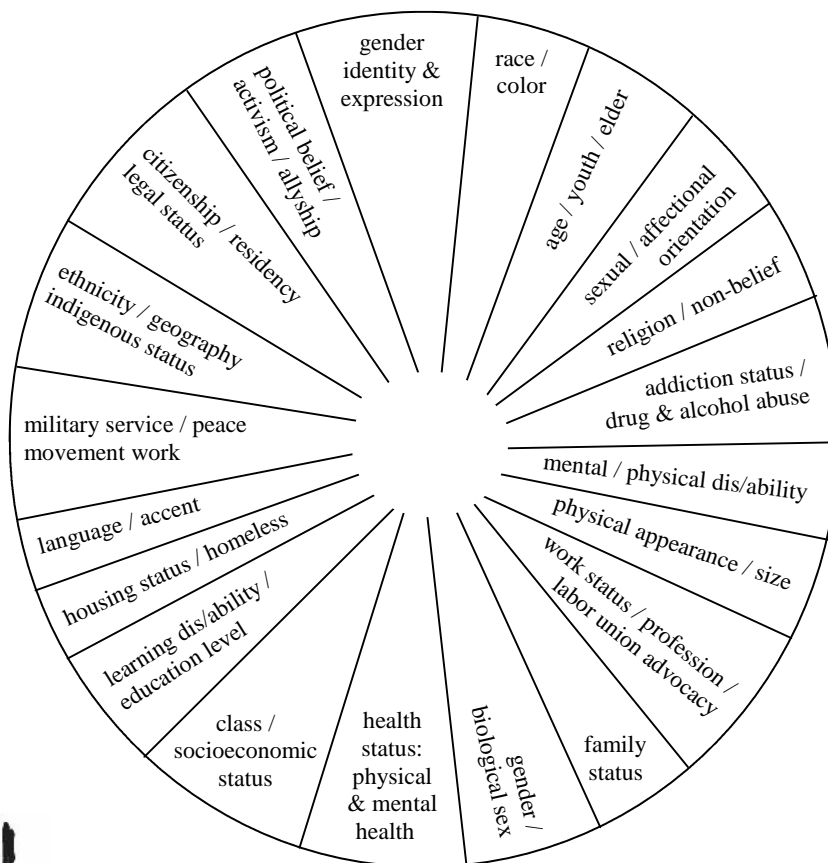 gender
identity &
expression
race /
color
age / youth / elder
sexual / affectional
orientation
religion / non-belief
addiction status /
drug & alcohol abuse
mental / physical dis/ability
physical appearance / size
work status / profession /
labor union advocacy
family
status
gender /
biological sex
health
status:
physical
& mental
health
class /
socioeconomic
status
learning dis/ability /
education level
housing status / homeless
language / accent
military service / peace
movement work
ethnicity / geography
indigenous status
citizenship / residency
legal status
political belief /
activism / allyship